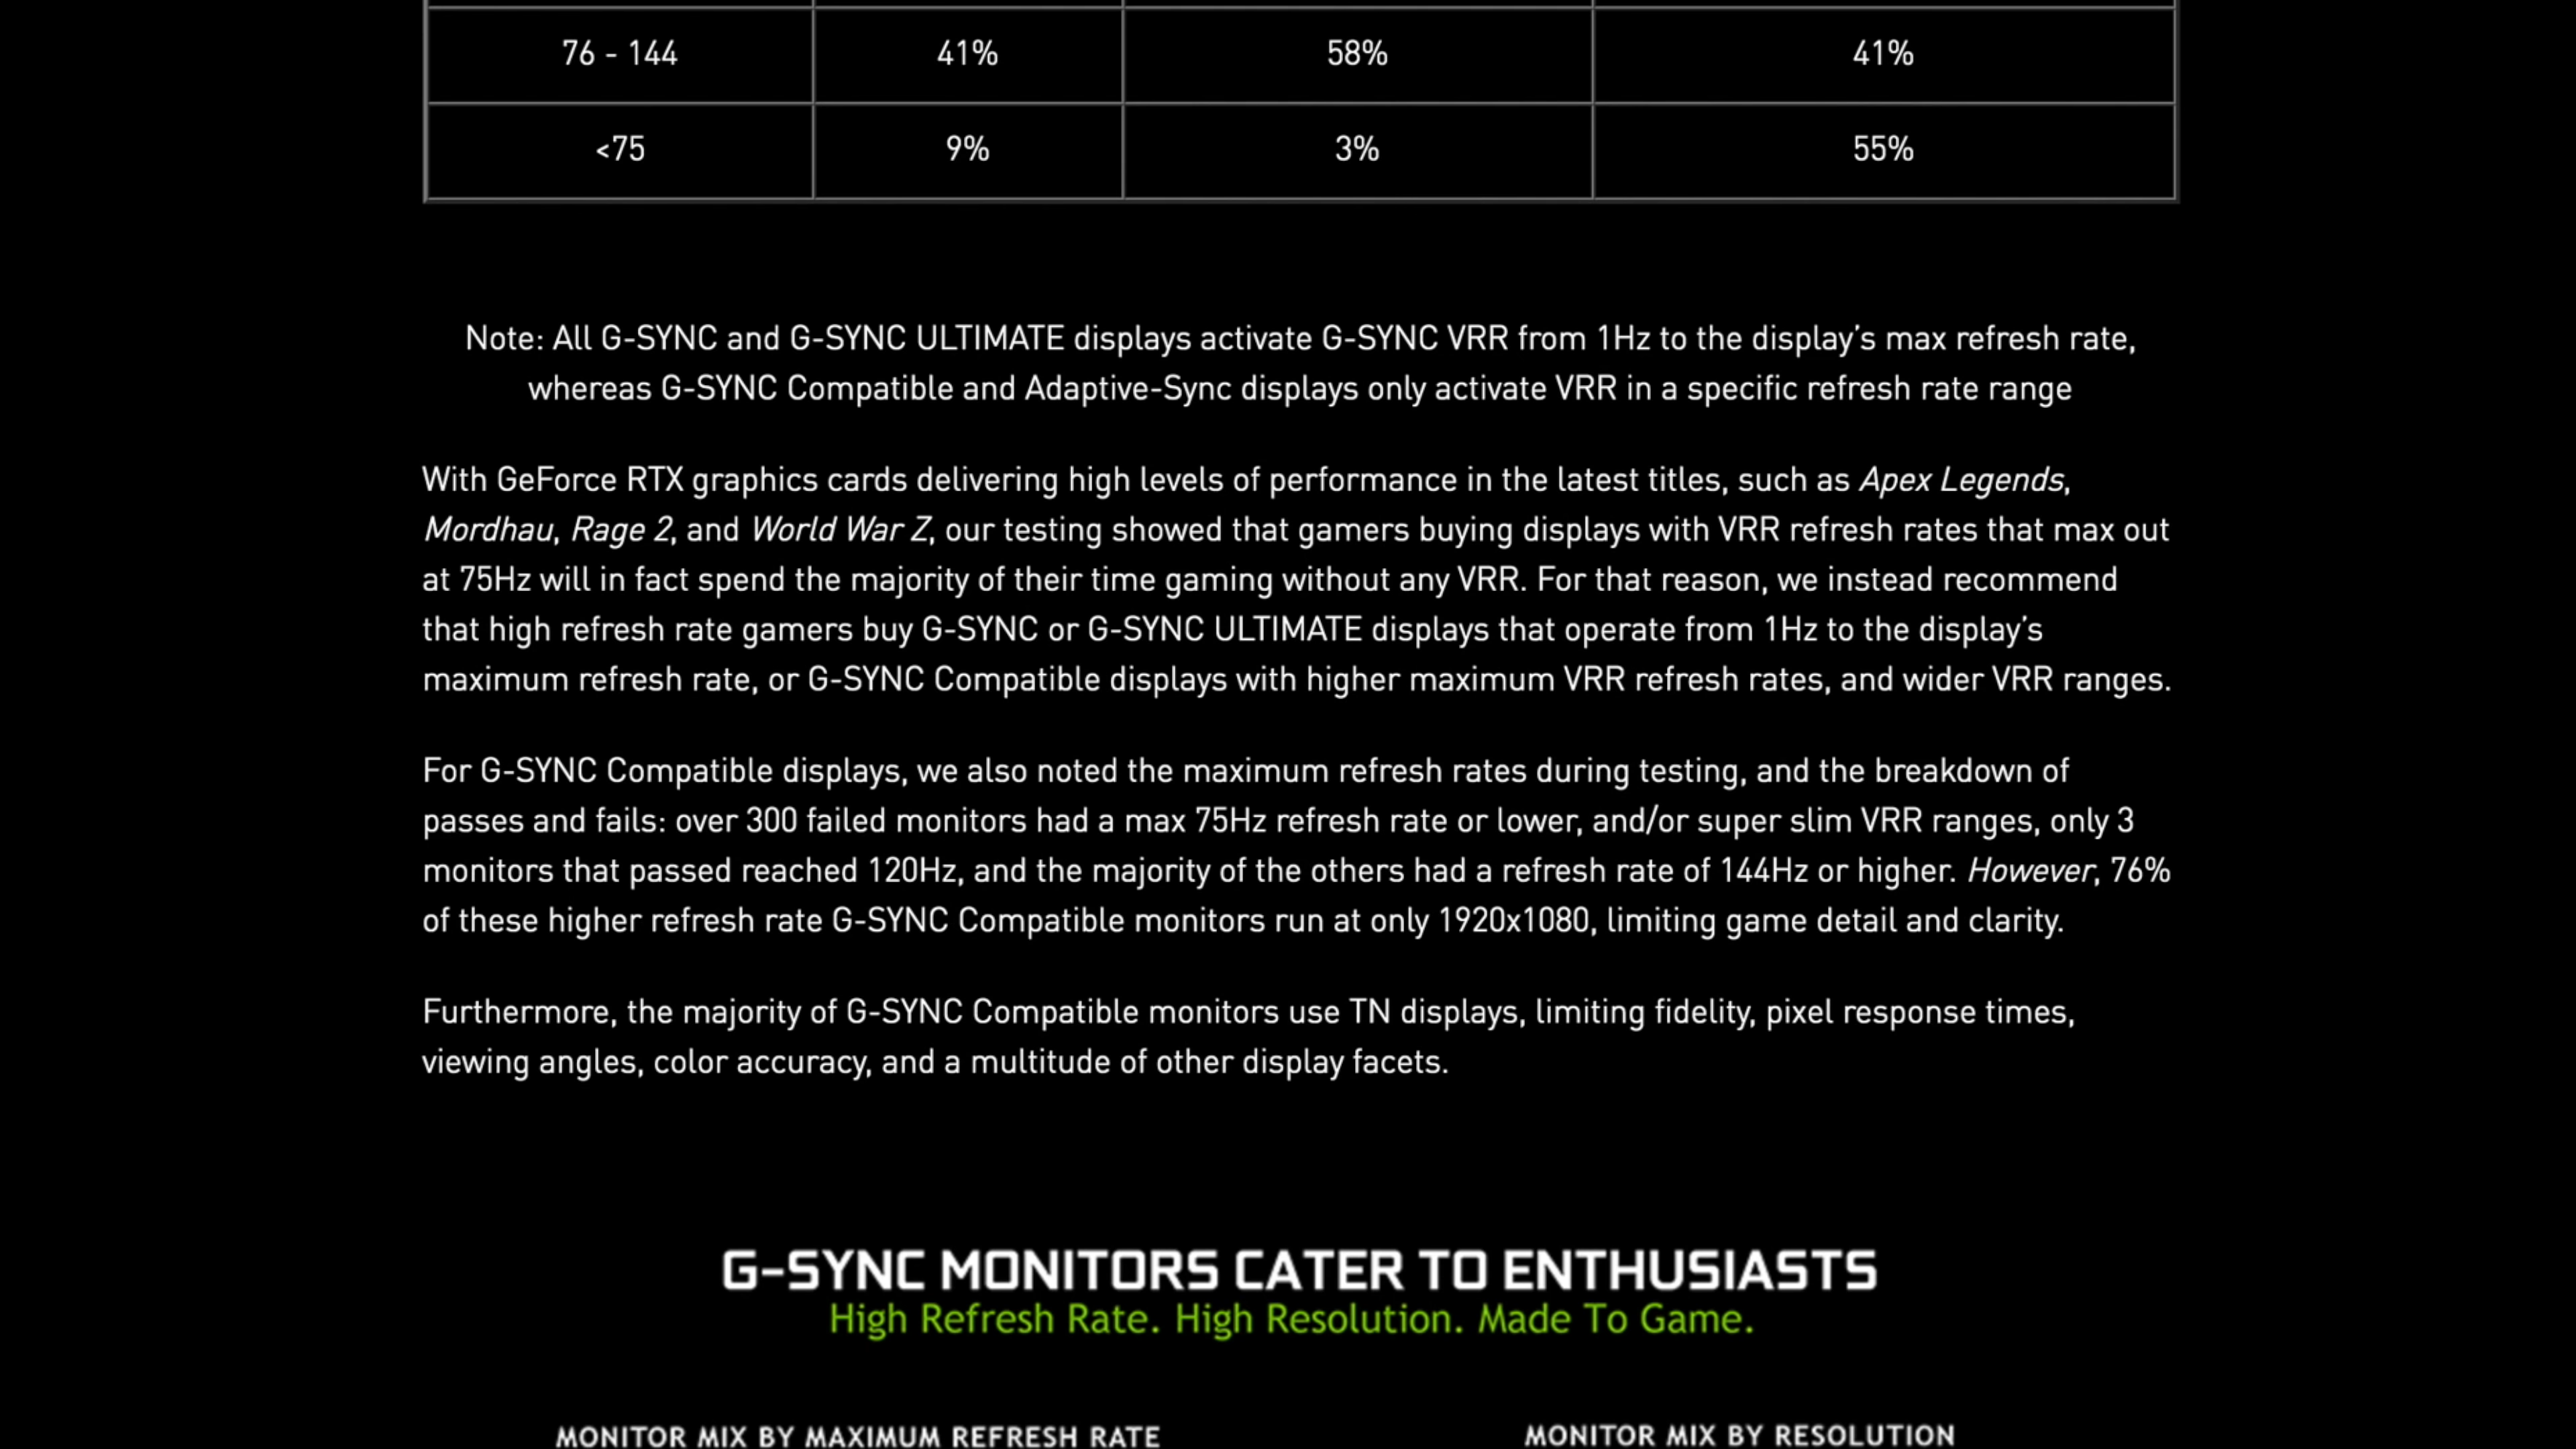 76 - 144 41% 58% 41%
<75 9% 3% 55%
Note: All G-SYNC and G-SYNC ULTIMATE displays activate G-SYNC VRR from 1Hz to the display's max refresh rate,
whereas G-SYNC Compatible and Adaptive-Sync displays only activate VRR in a specific refresh rate range
With GeForce RTX graphics cards delivering high levels of performance in the latest titles, such as Apex Legends,
Mordhau, Rage 2, and World War Z, our testing showed that gamers buying displays with VRR refresh rates that max out
at 75Hz will in fact spend the majority of their time gaming without any VRR. For that reason, we instead recommend
that high refresh rate gamers buy G-SYNC or G-SYNC ULTIMATE displays that operate from 1Hz to the display's
maximum refresh rate, or G-SYNC Compatible displays with higher maximum VRR refresh rates, and wider VRR ranges.
For G-SYNC Compatible displays, we also noted the maximum refresh rates during testing, and the breakdown of
passes and fails: over 300 failed monitors had a max 75Hz refresh rate or lower, and/or super slim VRR ranges, only 3
monitors that passed reached 120Hz, and the majority of the others had a refresh rate of 144Hz or higher. However, 76%
of these higher refresh rate G-SYNC Compatible monitors run at only 1920x1080, limiting game detail and clarity.
Furthermore, the majority of G-SYNC Compatible monitors use TN displays, limiting fidelity, pixel response times,
viewing angles, color accuracy, and a multitude of other display facets.
G-SYNC MONITORS CATER TO ENTHUSIASTS
High Refresh Rate. High Resolution. Made To Game.
MONITOR MIX BY MAXIMUM REFRESH RATE MONITOR MIX BY RESOLUTION